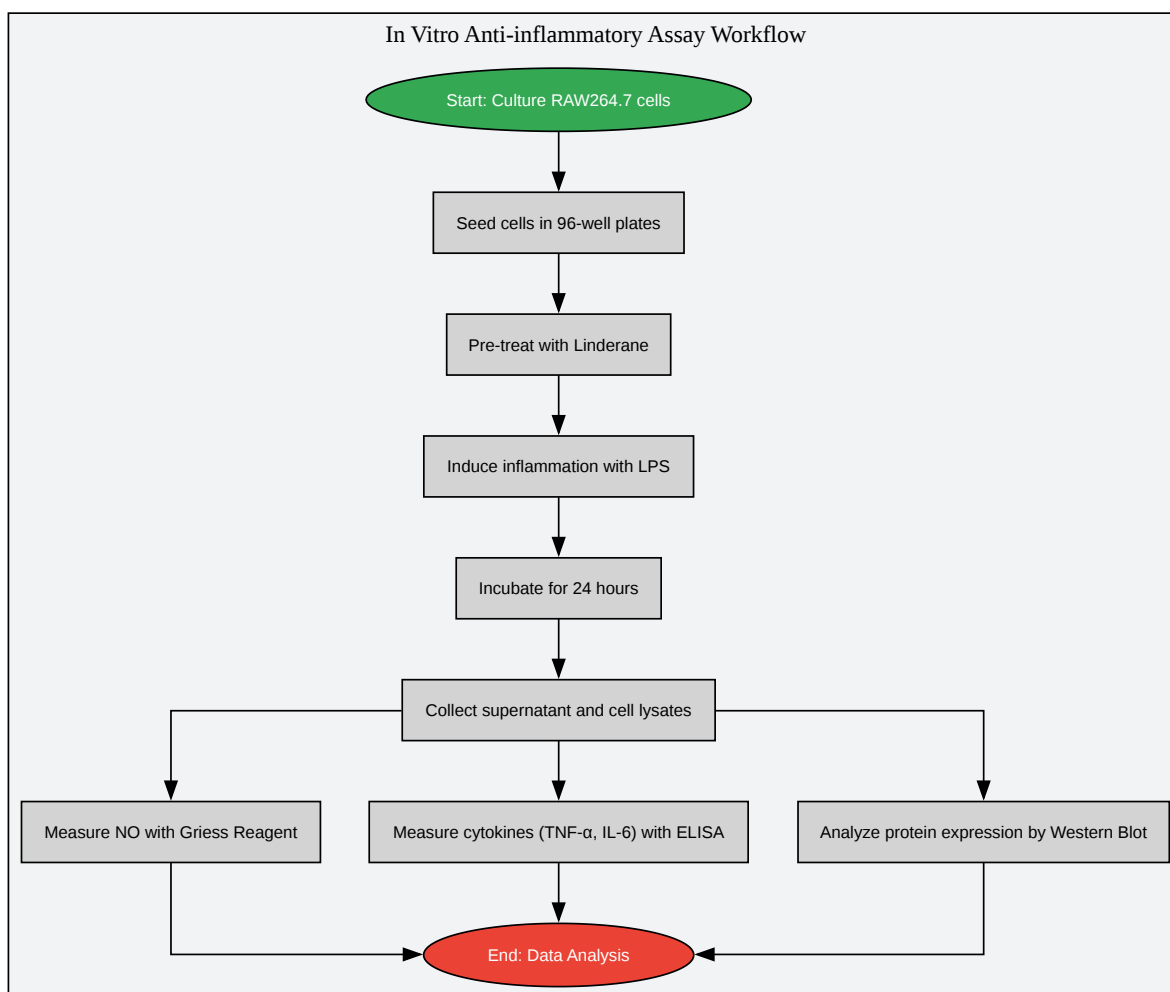 In Vitro Anti-inflammatory Assay Workflow
Start: Culture RAW264.7 cells
Seed cells in 96-well plates
Pre-treat with Linderane
Induce inflammation with LPS
Incubate for 24 hours
Collect supernatant and cell lysates
Measure NO with Griess Reagent
Measure cytokines (TNF-α, IL-6) with ELISA
Analyze protein expression by Western Blot
End: Data Analysis